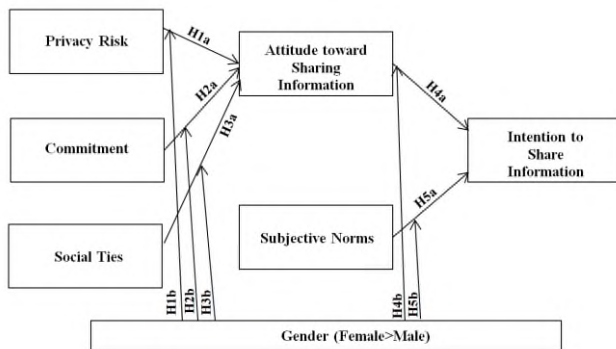 Privacy Risk
H1a
Attitude toward
Sharing
Information
H2a
H4a
Commitment
H3a
Intention to
Share
Information
H5a
Social Ties
Subjective Norms
H1b
H2b
H3b
H4b
H5b
Gender (Female>Male)